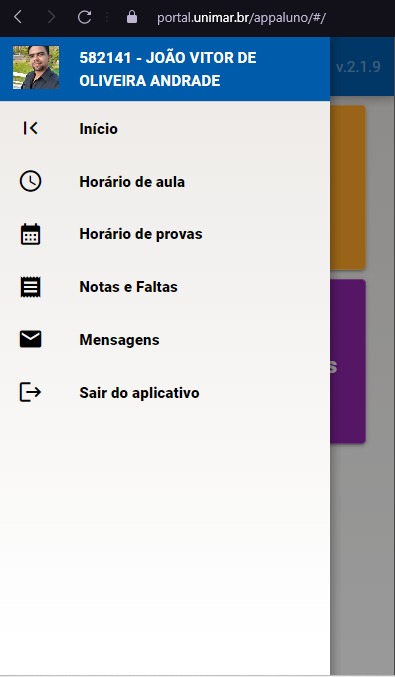 portal.unimar.br/appaluno/#/
582141 - JOÃO VITOR DE
OLIVEIRA ANDRADE
v.2.1.9
Início
Horário de aula
Horário de provas
Notas e Faltas
Mensagens
Sair do aplicativo